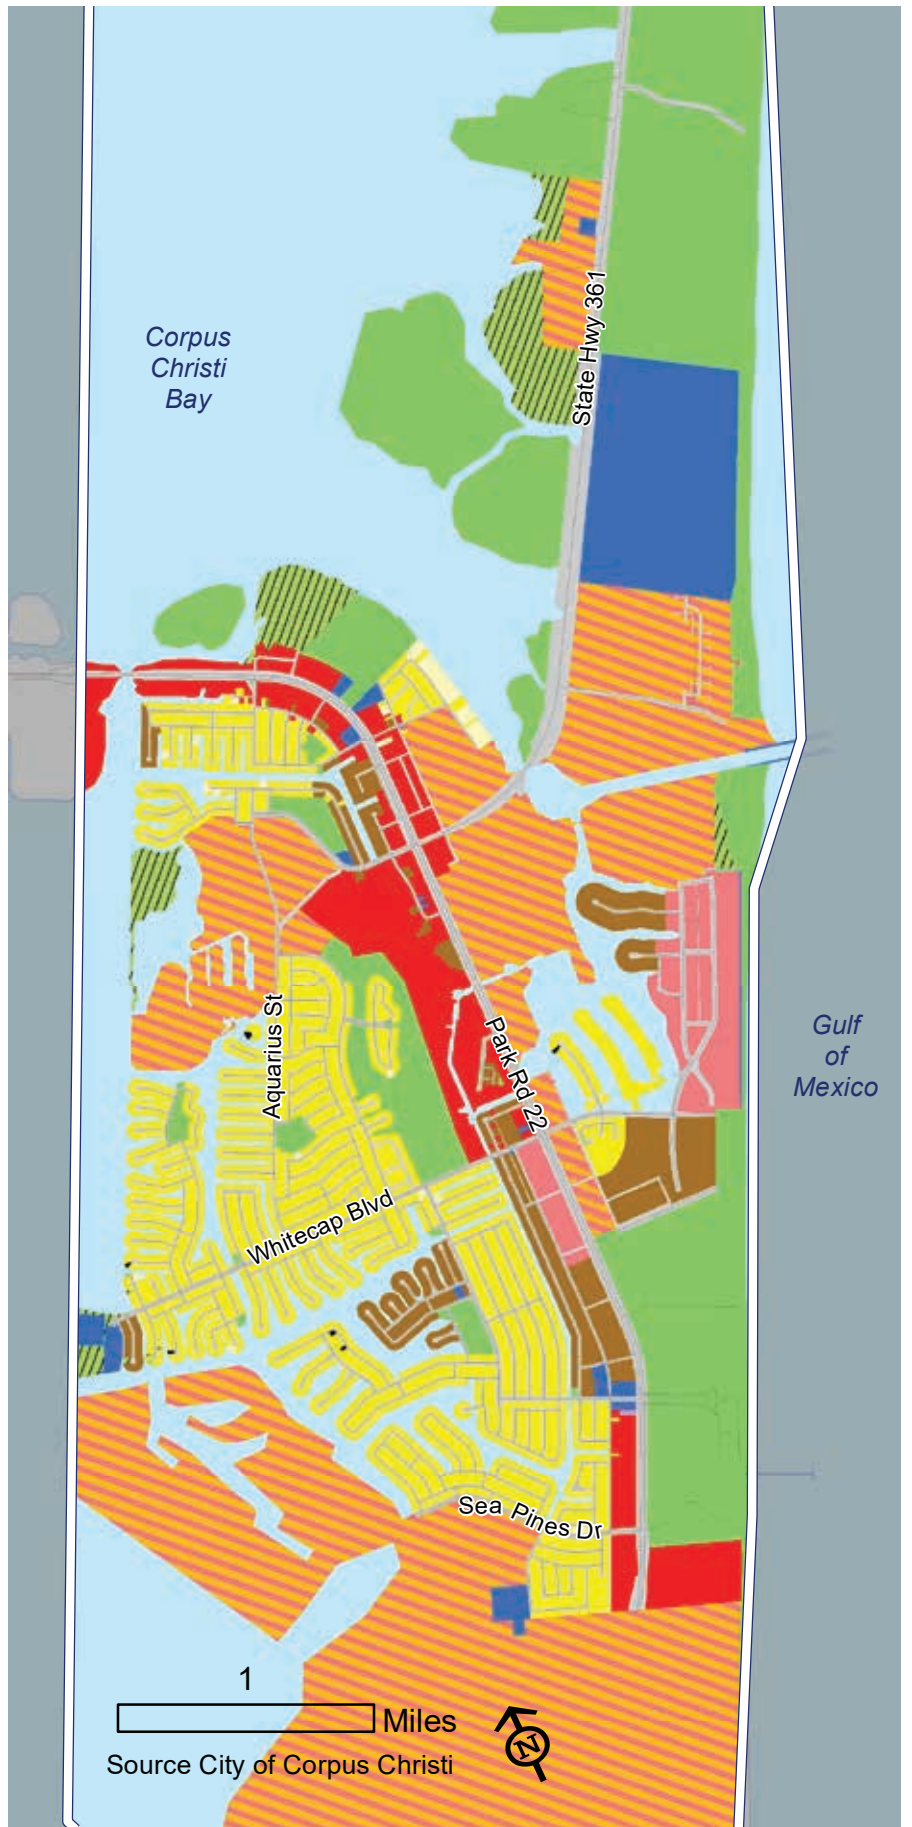 State Hwy 361
Corpus
Christi
Bay
Gulf
of
Mexico
Aquarius St
Park Rd 22
Whitecap Blvd
Sea Pines Dr
1
Miles
N
Source City of Corpus Christi